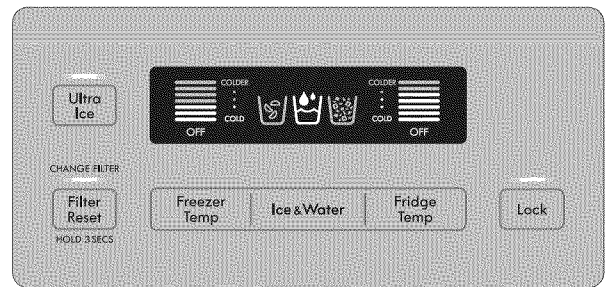 Ultra
Ice
COLDER
COLD
OFF
COLDER
COLD
OFF
CHANGE FILTER
Filter
Reset
HOLD 3 SECS
Freezer
Temp
Ice & Water
Fridge
Temp
Lock